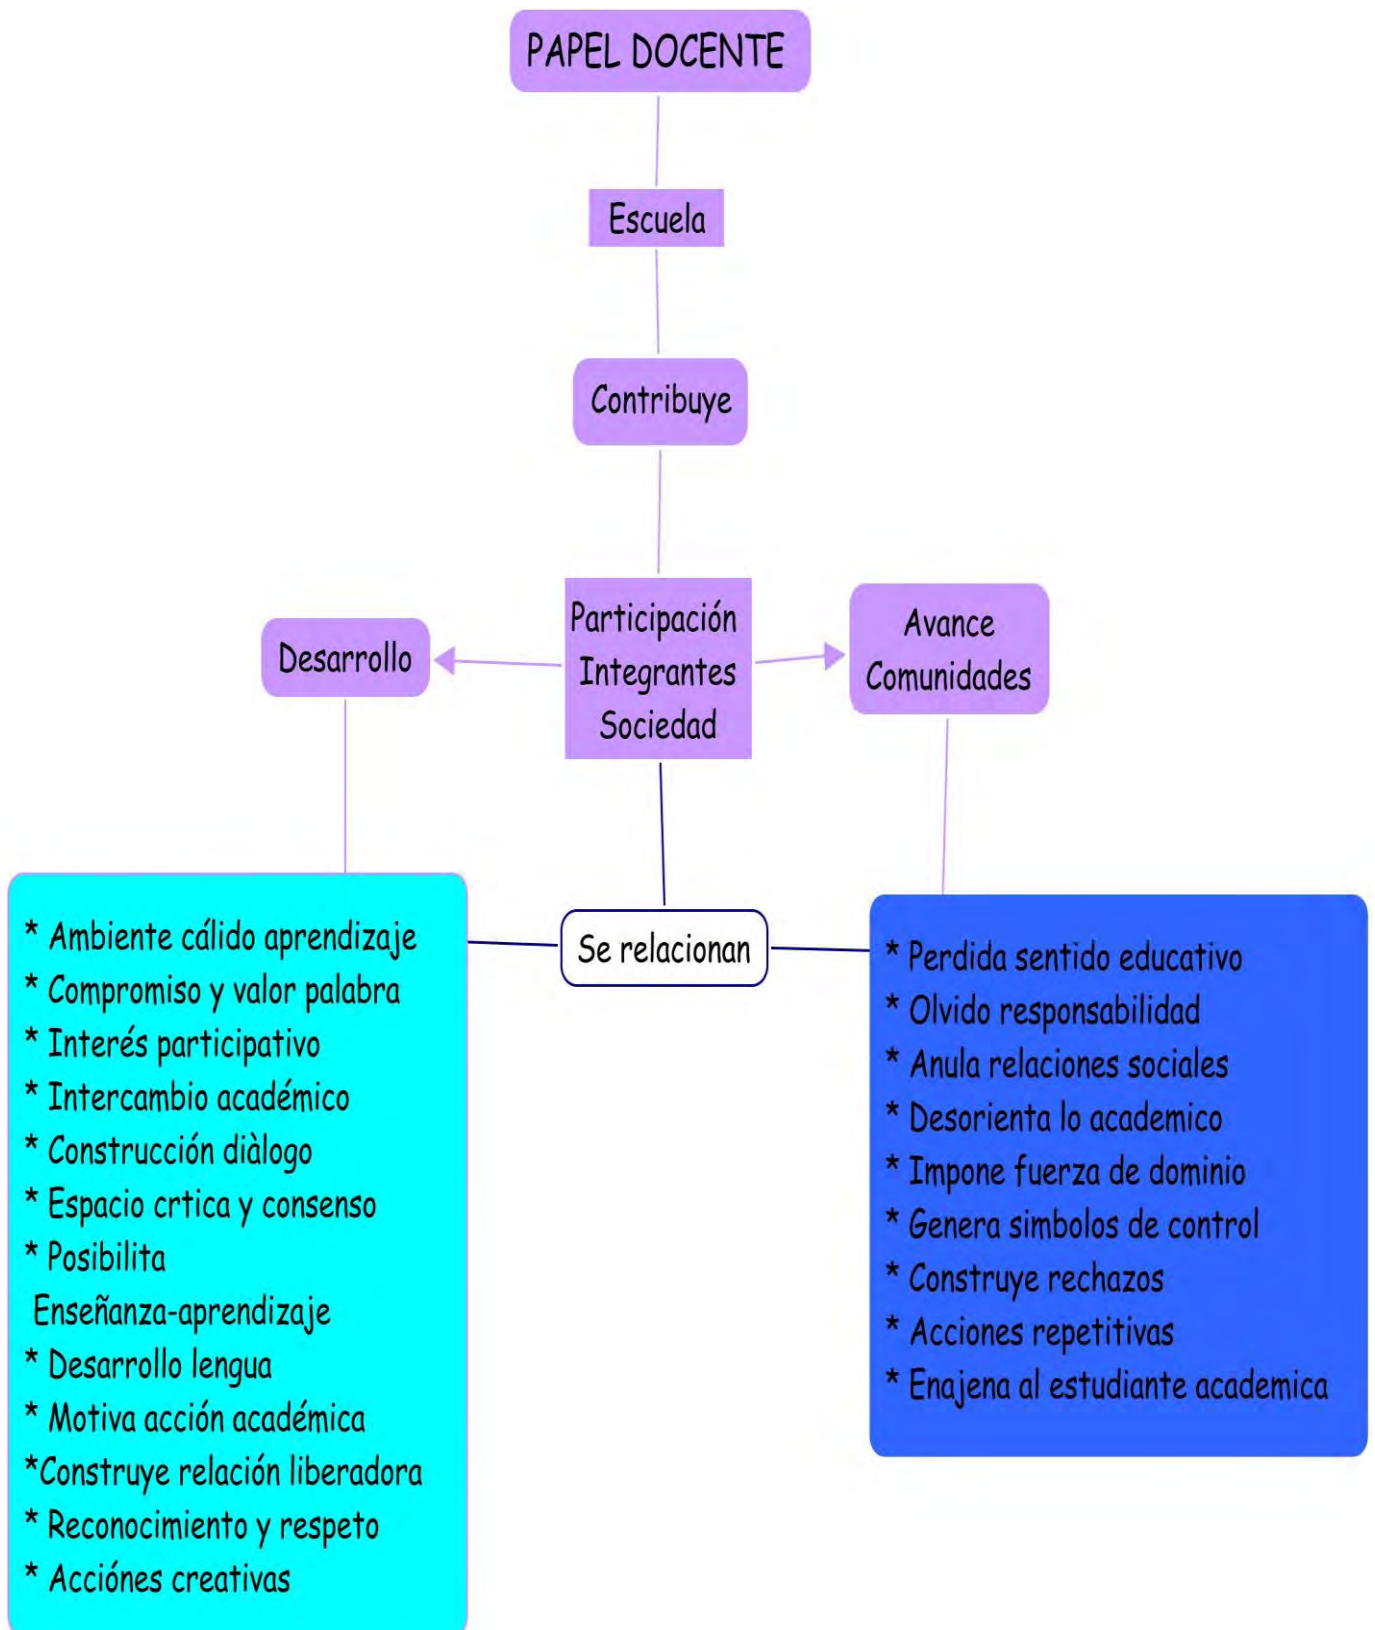 PAPEL DOCENTE
Escuela
Contribuye
Participación
Integrantes
Sociedad
Desarrollo
Avance
Comunidades
Se relacionan
* Ambiente cálido aprendizaje
* Compromiso y valor palabra
* Interés participativo
* Intercambio académico
* Construcción diàlogo
* Espacio crtica y consenso
* Posibilita
Enseñanza-aprendizaje
* Desarrollo lengua
* Motiva acción académica
*Construye relación liberadora
* Reconocimiento y respeto
* Acciónes creativas
* Perdida sentido educativo
* Olvido responsabilidad
* Anula relaciones sociales
* Desorienta lo academico
* Impone fuerza de dominio
* Genera simbolos de control
* Construye rechazos
* Acciones repetitivas
* Enajena al estudiante academica